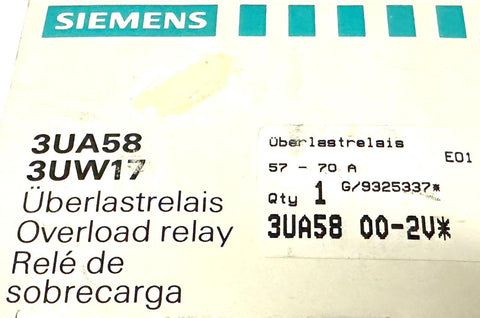 SIEMENS
3UA58
3UW17
Überlastrelais
Overload relay
Relé de
sobrecarga
Überlastrelais
57 - 70 A
E01
Qty 1 G/9325337*
3UA58 00-2V*